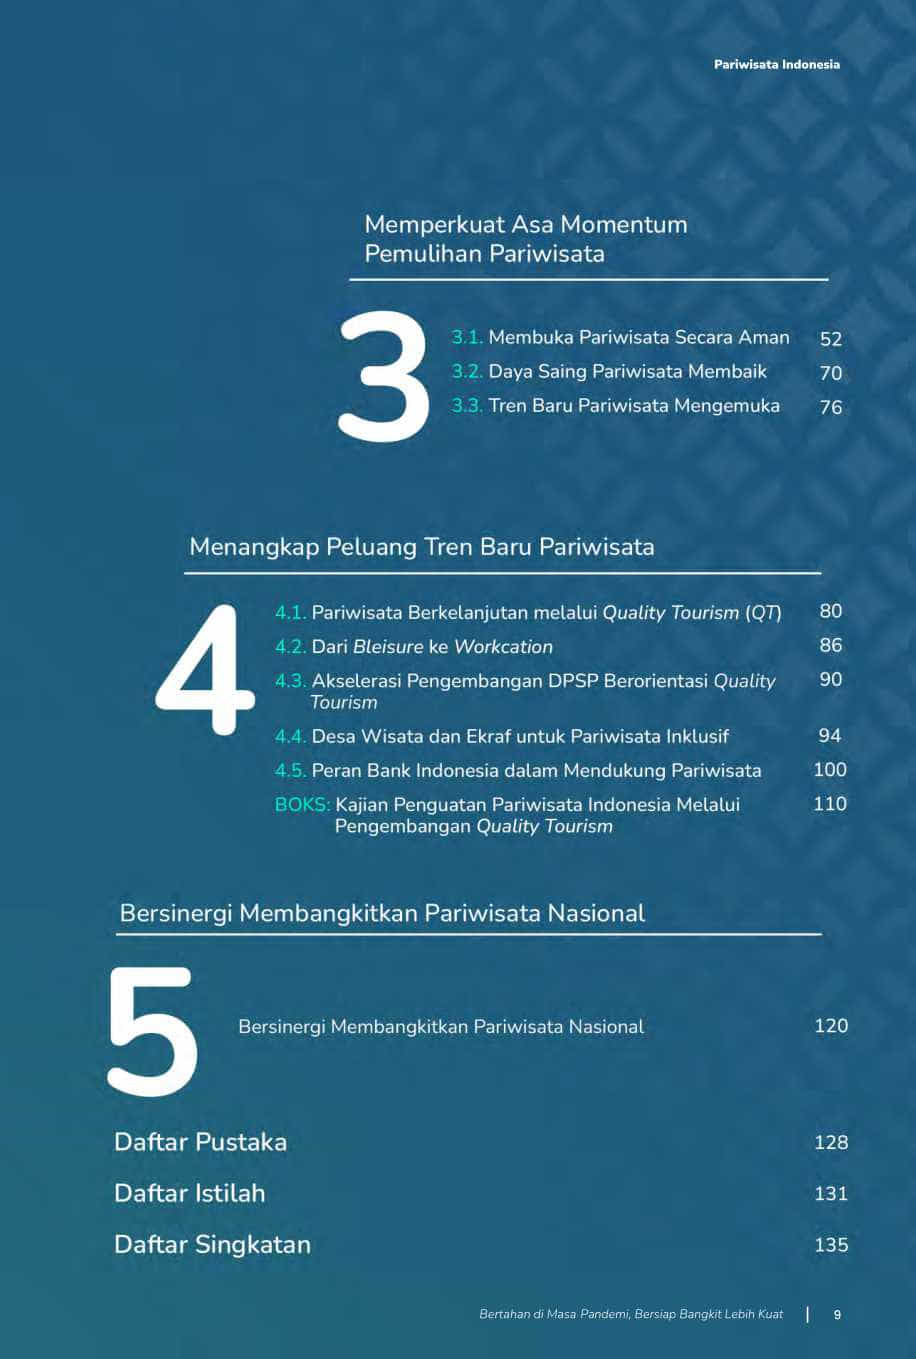 Pariwisata Indonesia
Memperkuat Asa Momentum
Pemulihan Pariwisata
3
3.1. Membuka Pariwisata Secara Aman 52
3.2. Daya Saing Pariwisata Membaik 70
3.3. Tren Baru Pariwisata Mengemuka 76
Menangkap Peluang Tren Baru Pariwisata
4
4.1. Pariwisata Berkelanjutan melalui Quality Tourism (QT) 80
4.2. Dari Bleisure ke Workcation 86
4.3. Akselerasi Pengembangan DPSP Berorientasi Quality 90
Tourism
4.4. Desa Wisata dan Ekraf untuk Pariwisata Inklusif 94
4.5. Peran Bank Indonesia dalam Mendukung Pariwisata 100
BOKS: Kajian Penguatan Pariwisata Indonesia Melalui 110
Pengembangan Quality Tourism
Bersinergi Membangkitkan Pariwisata Nasional
5
Bersinergi Membangkitkan Pariwisata Nasional 120
Daftar Pustaka 128
Daftar Istilah 131
Daftar Singkatan 135
Bertahan di Masa Pandemi, Bersiap Bangkit Lebih Kuat | 9